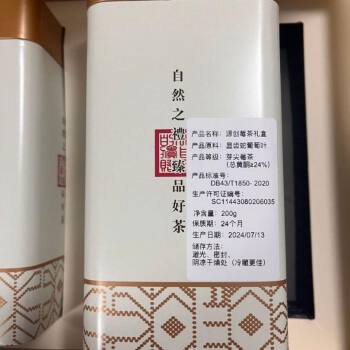 自然之禮臻品好茶
产品名称：源创莓茶礼盒
产品原料：显齿蛇葡萄叶
产品等级：芽尖莓茶
（总黄酮≥24%）
产品标准号：
DB43/T1850- 2020
生产许可证编号：
SC11443080206035
净含量：200g
保质期：24个月
生产日期：2024/07/13
储存方法：
避光、密封、
阴凉干燥处（冷藏更佳）